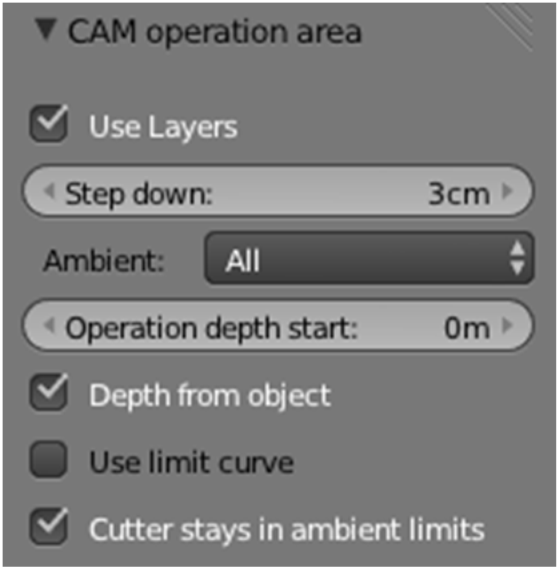 CAM operation area
Use Layers
Step down: 3cm
Ambient: All
Operation depth start: 0m
Depth from object
Use limit curve
Cutter stays in ambient limits